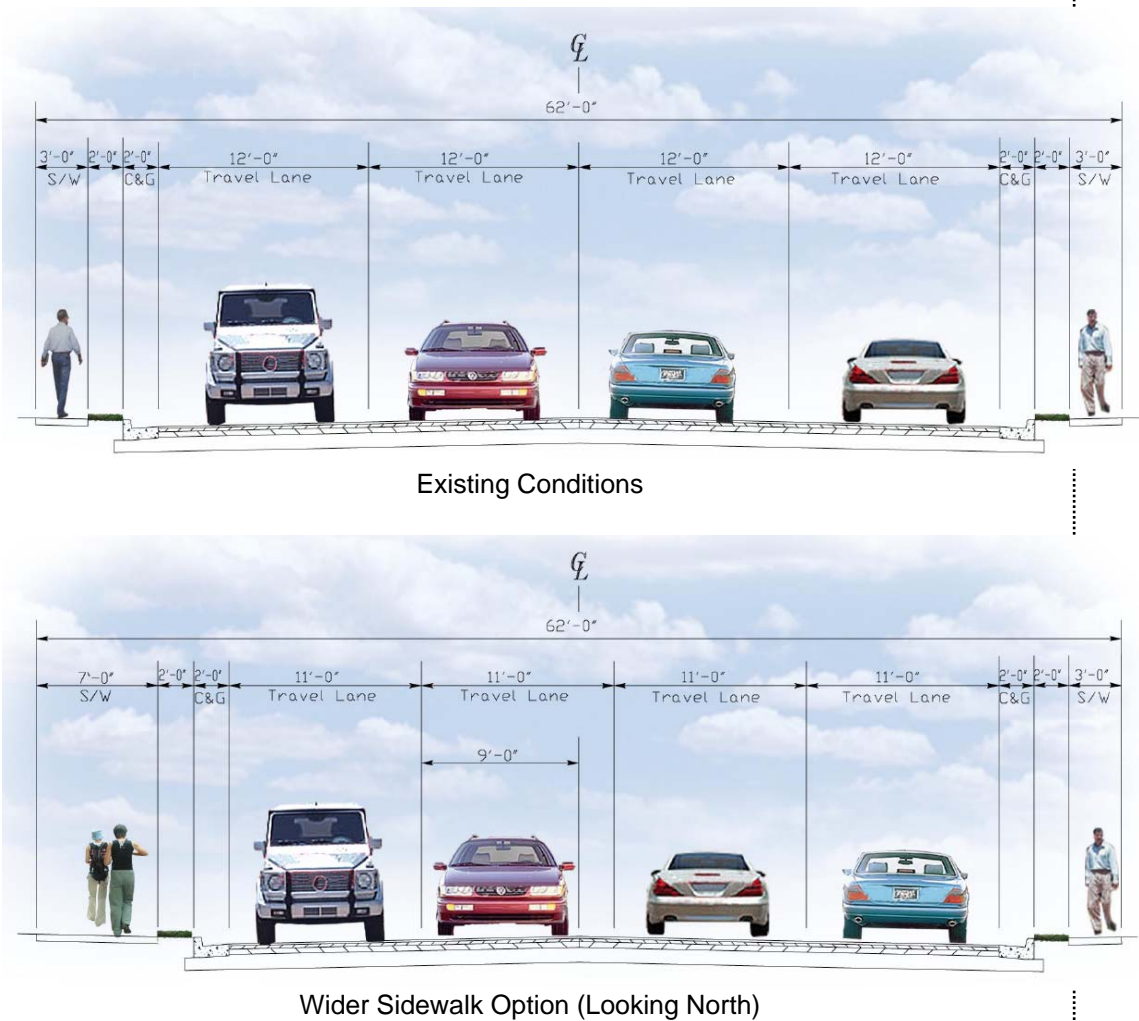 ℄
62'-0"
3'-0" 2'-0" 2'-0" 12'-0" 12'-0" 12'-0" 12'-0" 2'-0" 2'-0" 3'-0"
S/W C&G Travel Lane Travel Lane Travel Lane Travel Lane C&G S/W
Existing Conditions
℄
62'-0"
7'-0" 2'-0" 2'-0" 11'-0" 11'-0" 11'-0" 11'-0" 2'-0" 2'-0" 3'-0"
S/W C&G Travel Lane Travel Lane Travel Lane Travel Lane C&G S/W
9'-0"
Wider Sidewalk Option (Looking North)